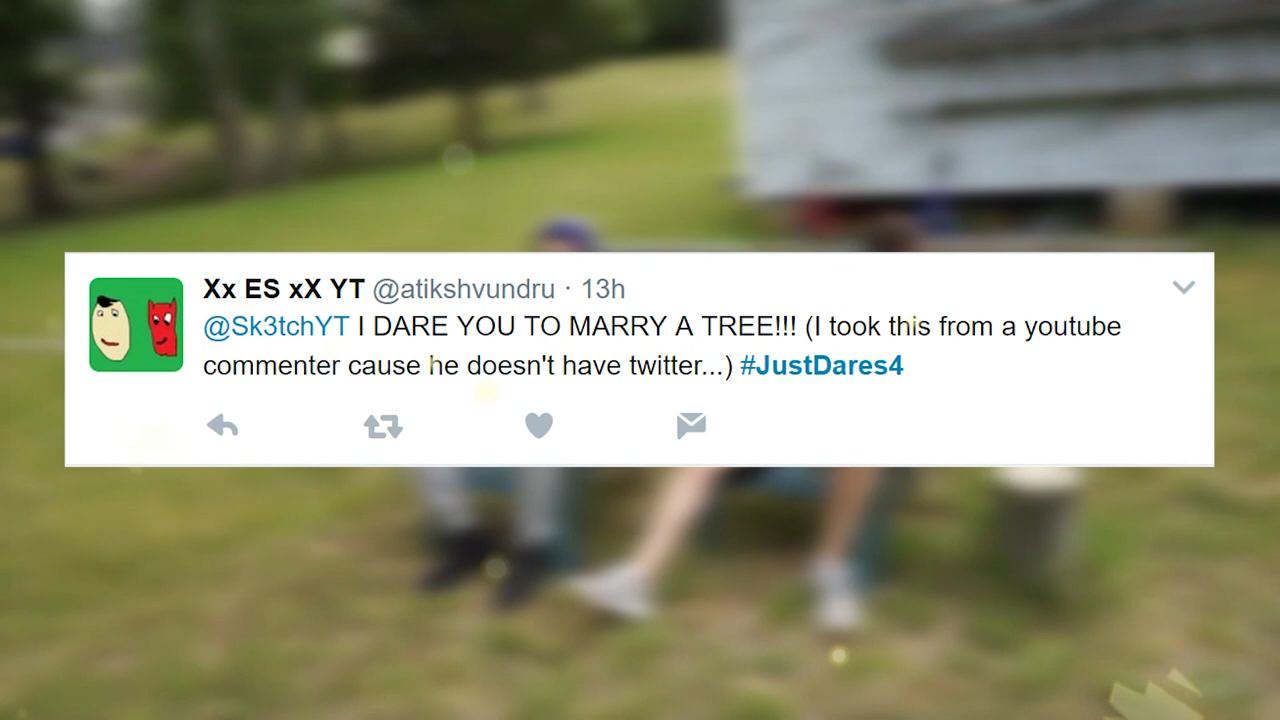 Xx ES xX YT @atikshvundru · 13h
@Sk3tchYT I DARE YOU TO MARRY A TREE!!! (I took this from a youtube
commenter cause he doesn't have twitter...) #JustDares4